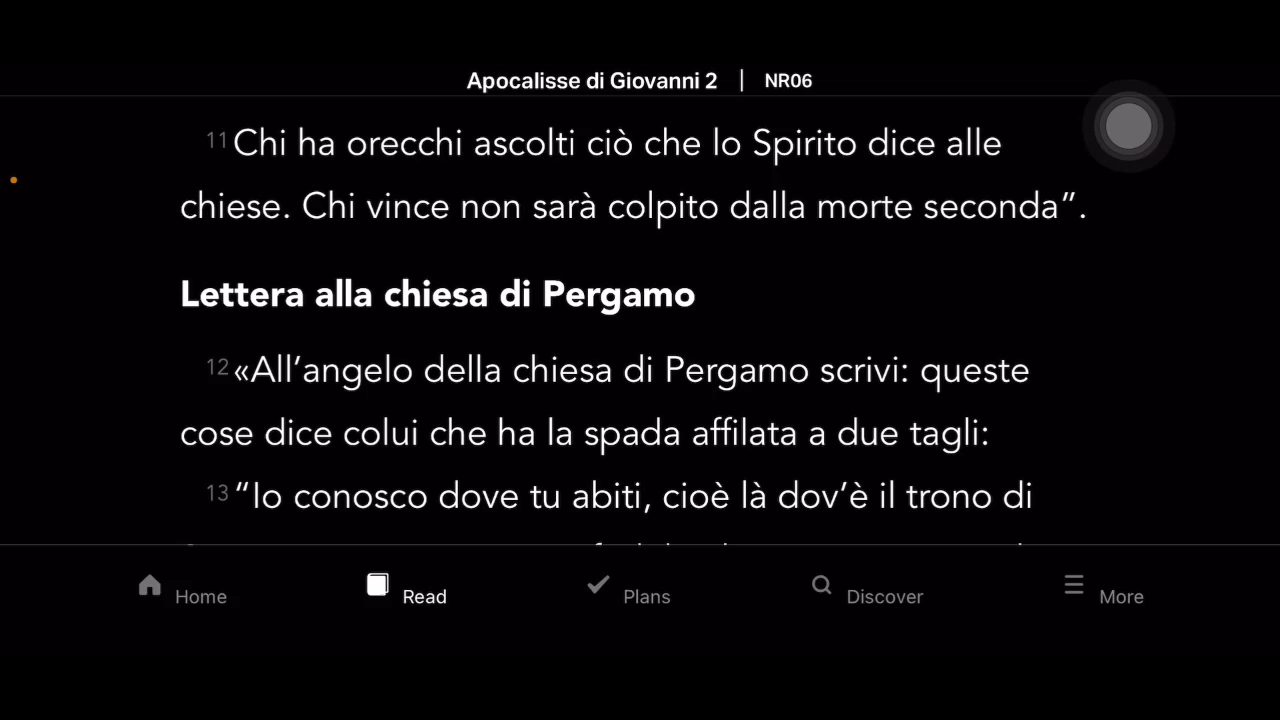 Apocalisse di Giovanni 2 | NR06
11 Chi ha orecchi ascolti ciò che lo Spirito dice alle
chiese. Chi vince non sarà colpito dalla morte seconda”.
Lettera alla chiesa di Pergamo
12 «All’angelo della chiesa di Pergamo scrivi: queste
cose dice colui che ha la spada affilata a due tagli:
13 “Io conosco dove tu abiti, cioè là dov’è il trono di
Home Read Plans Discover More